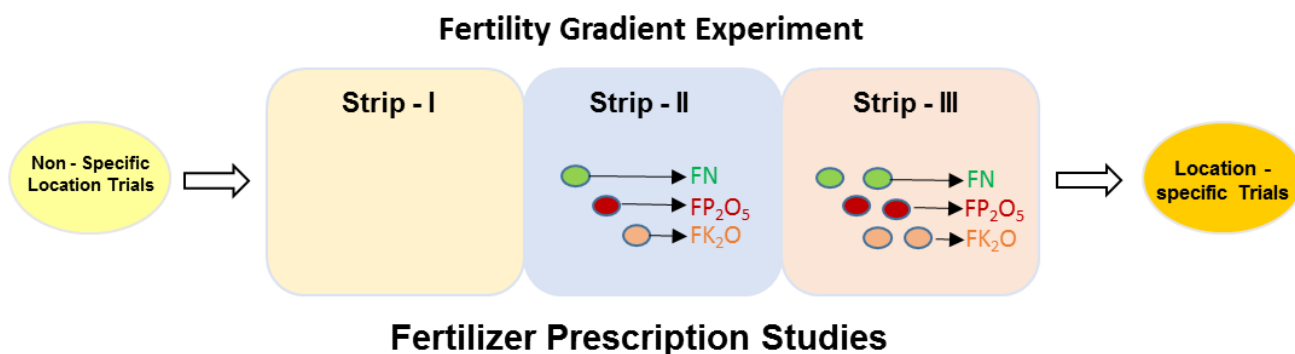 Fertility Gradient Experiment
Non - Specific
Location Trials
Strip - I
Strip - II
FN
FP₂O₅
FK₂O
Strip - III
FN
FP₂O₅
FK₂O
Location -
specific Trials
Fertilizer Prescription Studies